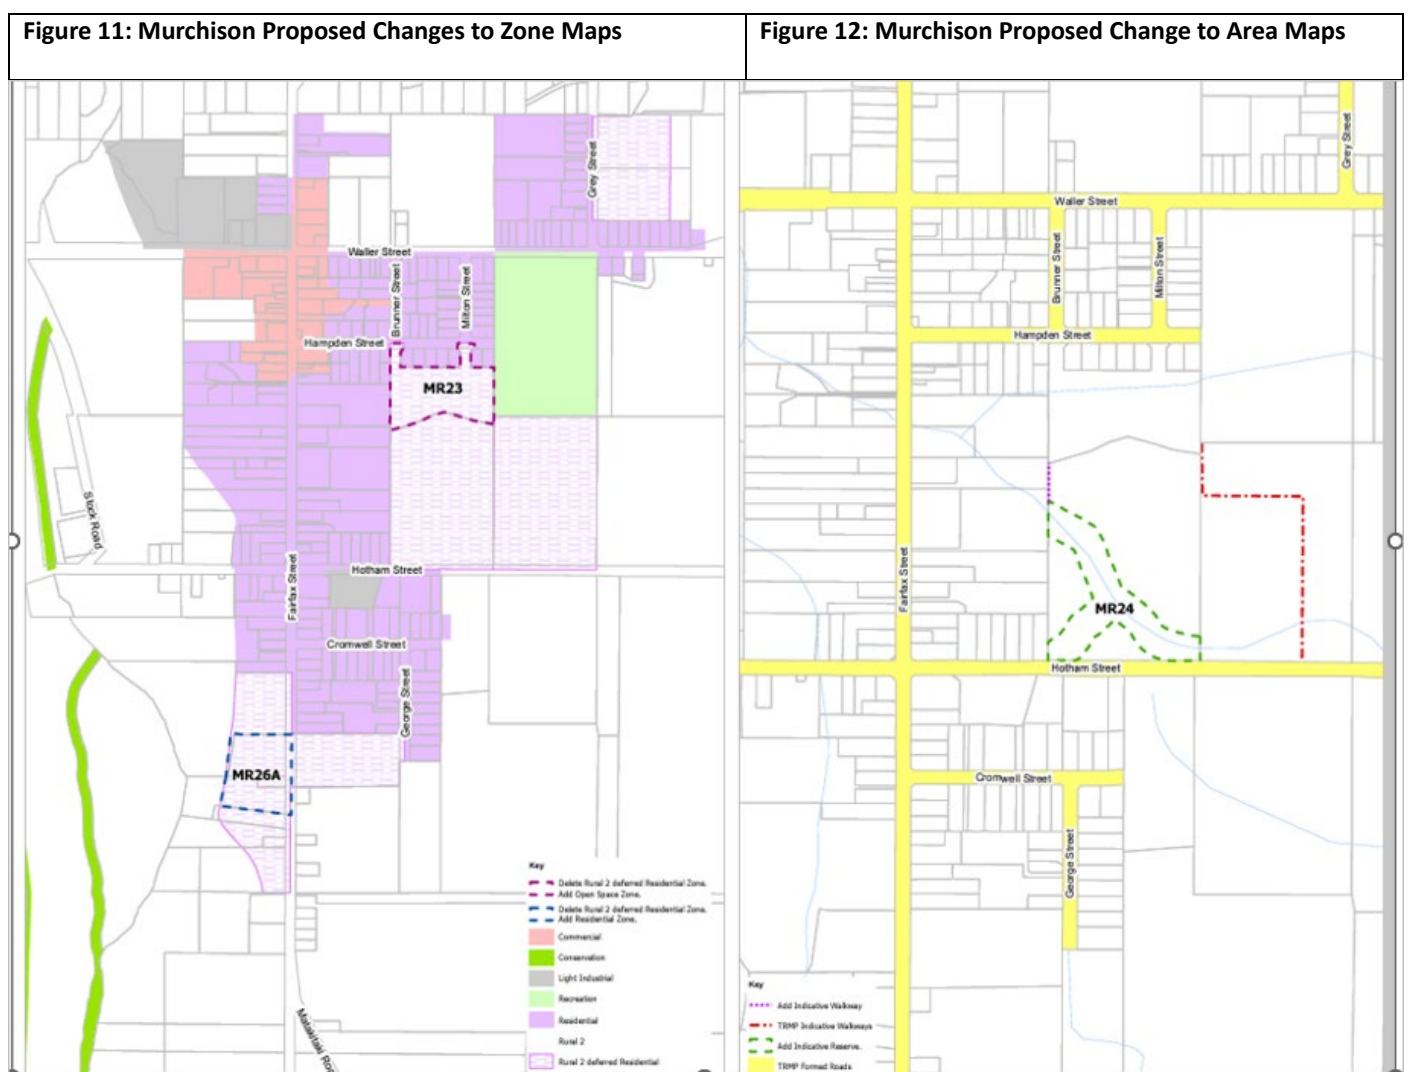 Figure 11: Murchison Proposed Changes to Zone Maps
Figure 12: Murchison Proposed Change to Area Maps
Grey Street
Waller Street
Brunner Street
Milton Street
Hampden Street
MR23
Stock Road
Fairfax Street
Hotham Street
Cromwell Street
George Street
MR26A
Matakitaki Roa
Key
Delete Rural 2 deferred Residential Zone.
Add Open Space Zone.
Delete Rural 2 deferred Residential Zone.
Add Residential Zone.
Commercial
Conservation
Light Industrial
Recreation
Residential
Rural 2
Rural 2 deferred Residential
Grey Street
Waller Street
Brunner Street
Milton Street
Hampden Street
Fairfax Street
MR24
Hotham Street
Cromwell Street
George Street
Key
Add Indicative Walkway
TRMP Indicative Walkways
Add Indicative Reserve.
TRMP Formed Roads